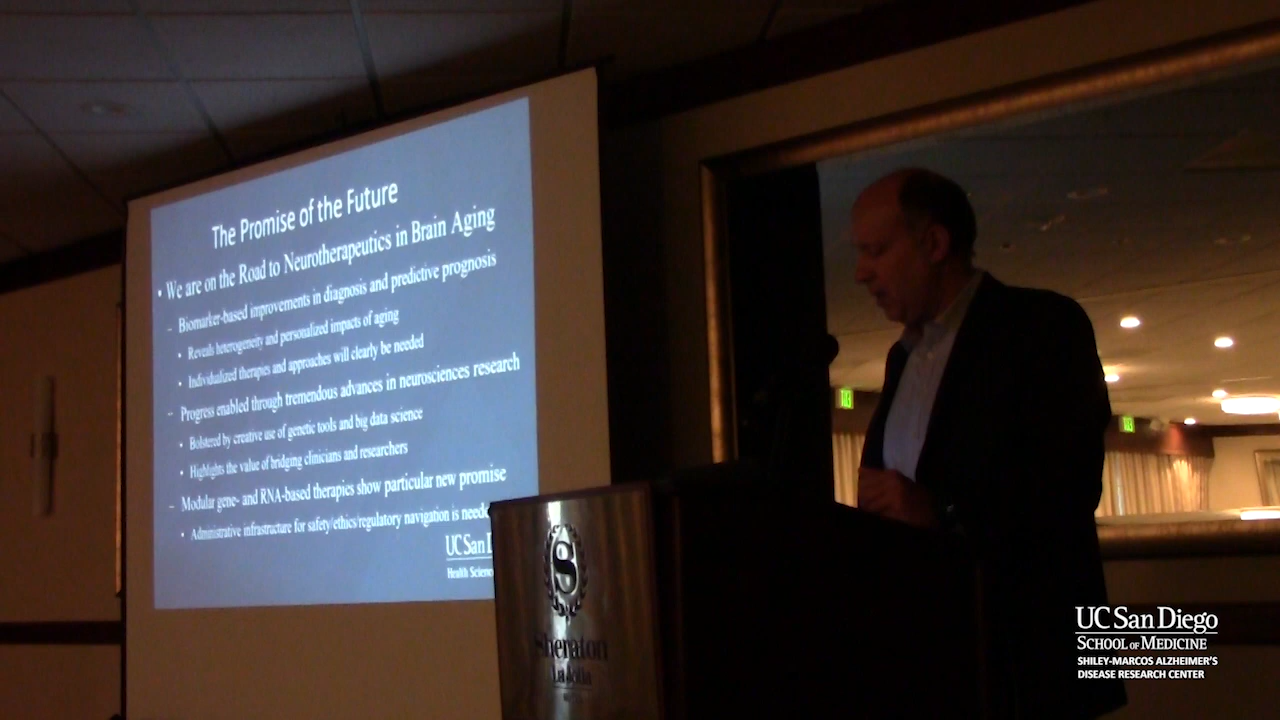 The Promise of the Future
• We are on the Road to Neurotherapeutics in Brain Aging
– Biomarker-based improvements in diagnosis and predictive prognosis
• Reveals heterogeneity and personalized impacts of aging
• Individualized therapies and approaches will clearly be needed
– Progress enabled through tremendous advances in neurosciences research
• Bolstered by creative use of genetic tools and big data science
• Highlights the value of bridging clinicians and researchers
– Modular gene- and RNA-based therapies show particular new promise
• Administrative infrastructure for safety/ethics/regulatory navigation is neede
UC San D
Health Scienc
S
Sheraton
La Jolla
UC San Diego
SCHOOL OF MEDICINE
SHILEY-MARCOS ALZHEIMER'S
DISEASE RESEARCH CENTER